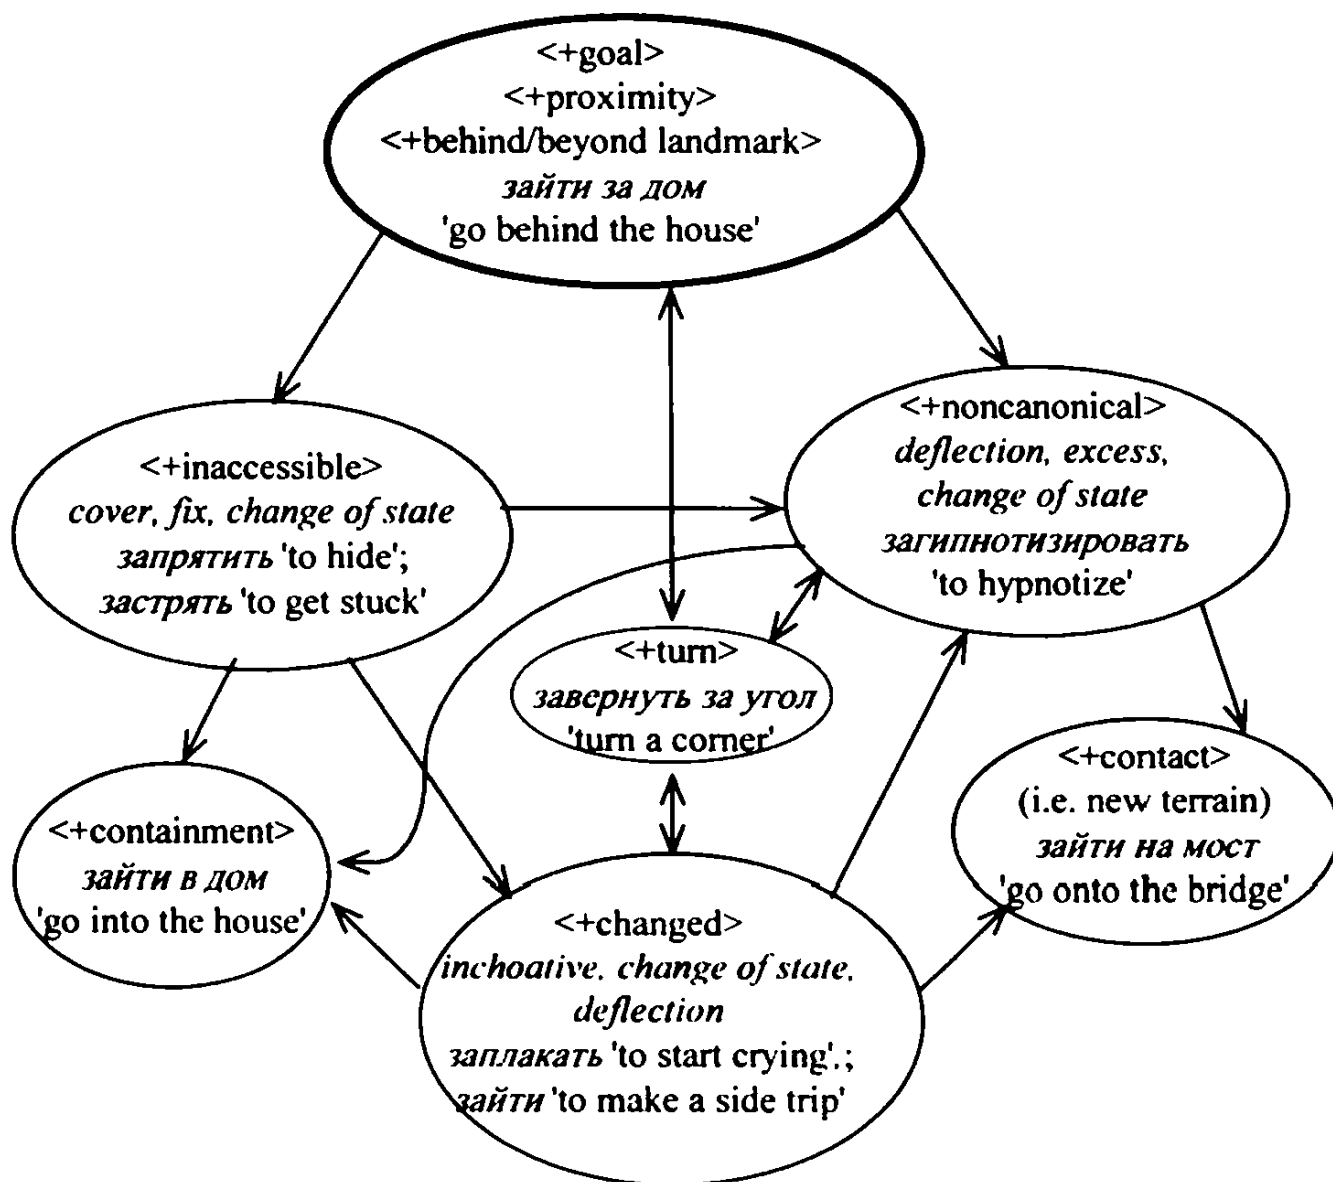 <+goal>
<+proximity>
<+behind/beyond landmark>
зайти за дом
'go behind the house'
<+inaccessible>
cover, fix, change of state
запрятить 'to hide';
застрять 'to get stuck'
<+noncanonical>
deflection, excess,
change of state
загипнотизировать
'to hypnotize'
<+turn>
завернуть за угол
'turn a corner'
<+containment>
зайти в дом
'go into the house'
<+contact>
(i.e. new terrain)
зайти на мост
'go onto the bridge'
<+changed>
inchoative, change of state,
deflection
заплакать 'to start crying'.;
зайти 'to make a side trip'